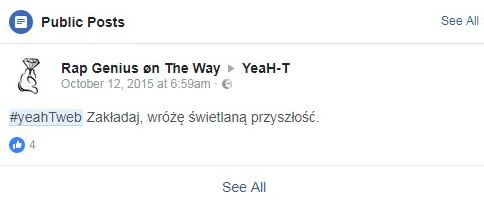 Public Posts
See All
Rap Genius øn The Way ▶ YeaH-T
October 12, 2015 at 6:59am ·
#yeahTweb Zakładaj, wróżę świetlaną przyszłość.
4
See All